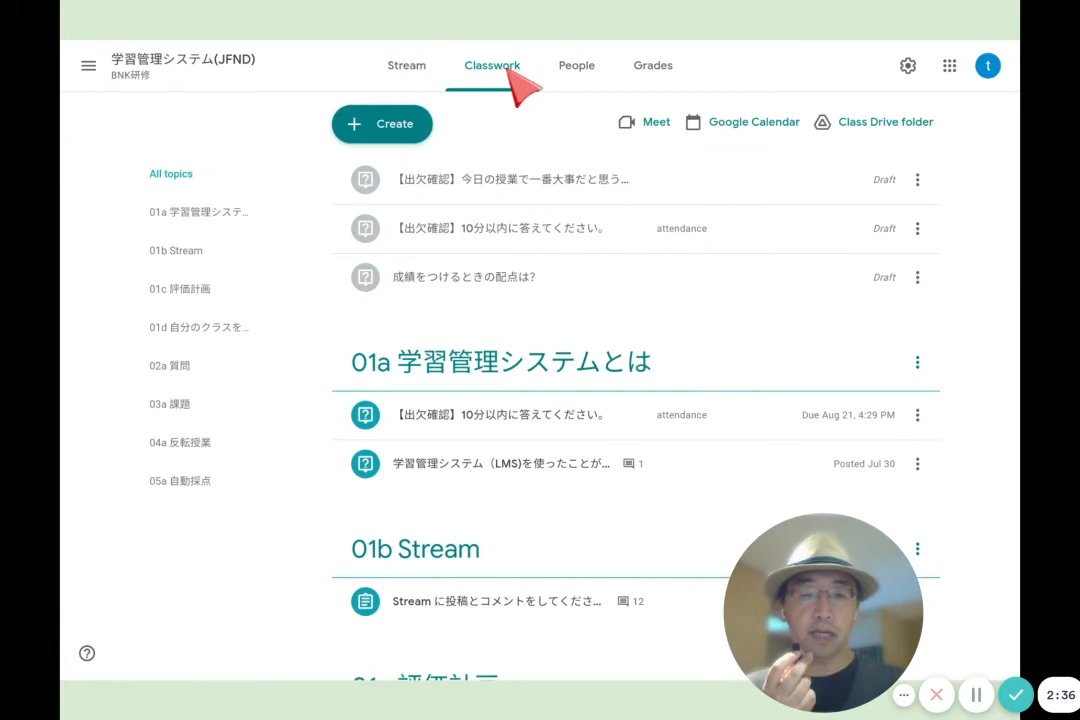 学習管理システム(JFND)
BNK研修
Stream
Classwork
People
Grades
t
Create
Meet
Google Calendar
Class Drive folder
All topics
01a 学習管理システ...
01b Stream
01c 評価計画
01d 自分のクラスを...
02a 質問
03a 課題
04a 反転授業
05a 自動採点
【出欠確認】今日の授業で一番大事だと思う...
Draft
【出欠確認】10分以内に答えてください。
attendance
Draft
成績をつけるときの配点は?
Draft
01a 学習管理システムとは
【出欠確認】10分以内に答えてください。
attendance
Due Aug 21, 4:29 PM
学習管理システム（LMS)を使ったことが...
1
Posted Jul 30
01b Stream
Stream に投稿とコメントをしてくださ...
12
2:36